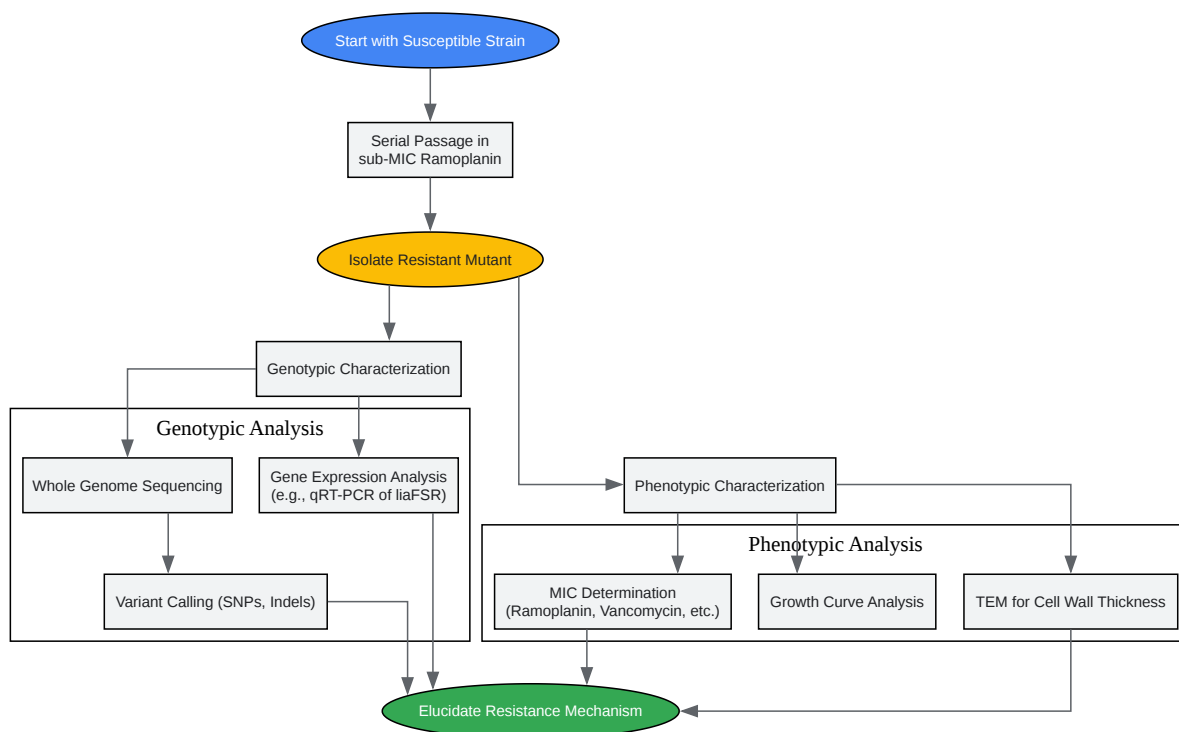 Start with Susceptible Strain
Serial Passage in
sub-MIC Ramoplanin
Isolate Resistant Mutant
Genotypic Characterization
Genotypic Analysis
Whole Genome Sequencing
Gene Expression Analysis
(e.g., qRT-PCR of liaFSR)
Variant Calling (SNPs, Indels)
Phenotypic Characterization
Phenotypic Analysis
MIC Determination
(Ramoplanin, Vancomycin, etc.)
Growth Curve Analysis
TEM for Cell Wall Thickness
Elucidate Resistance Mechanism